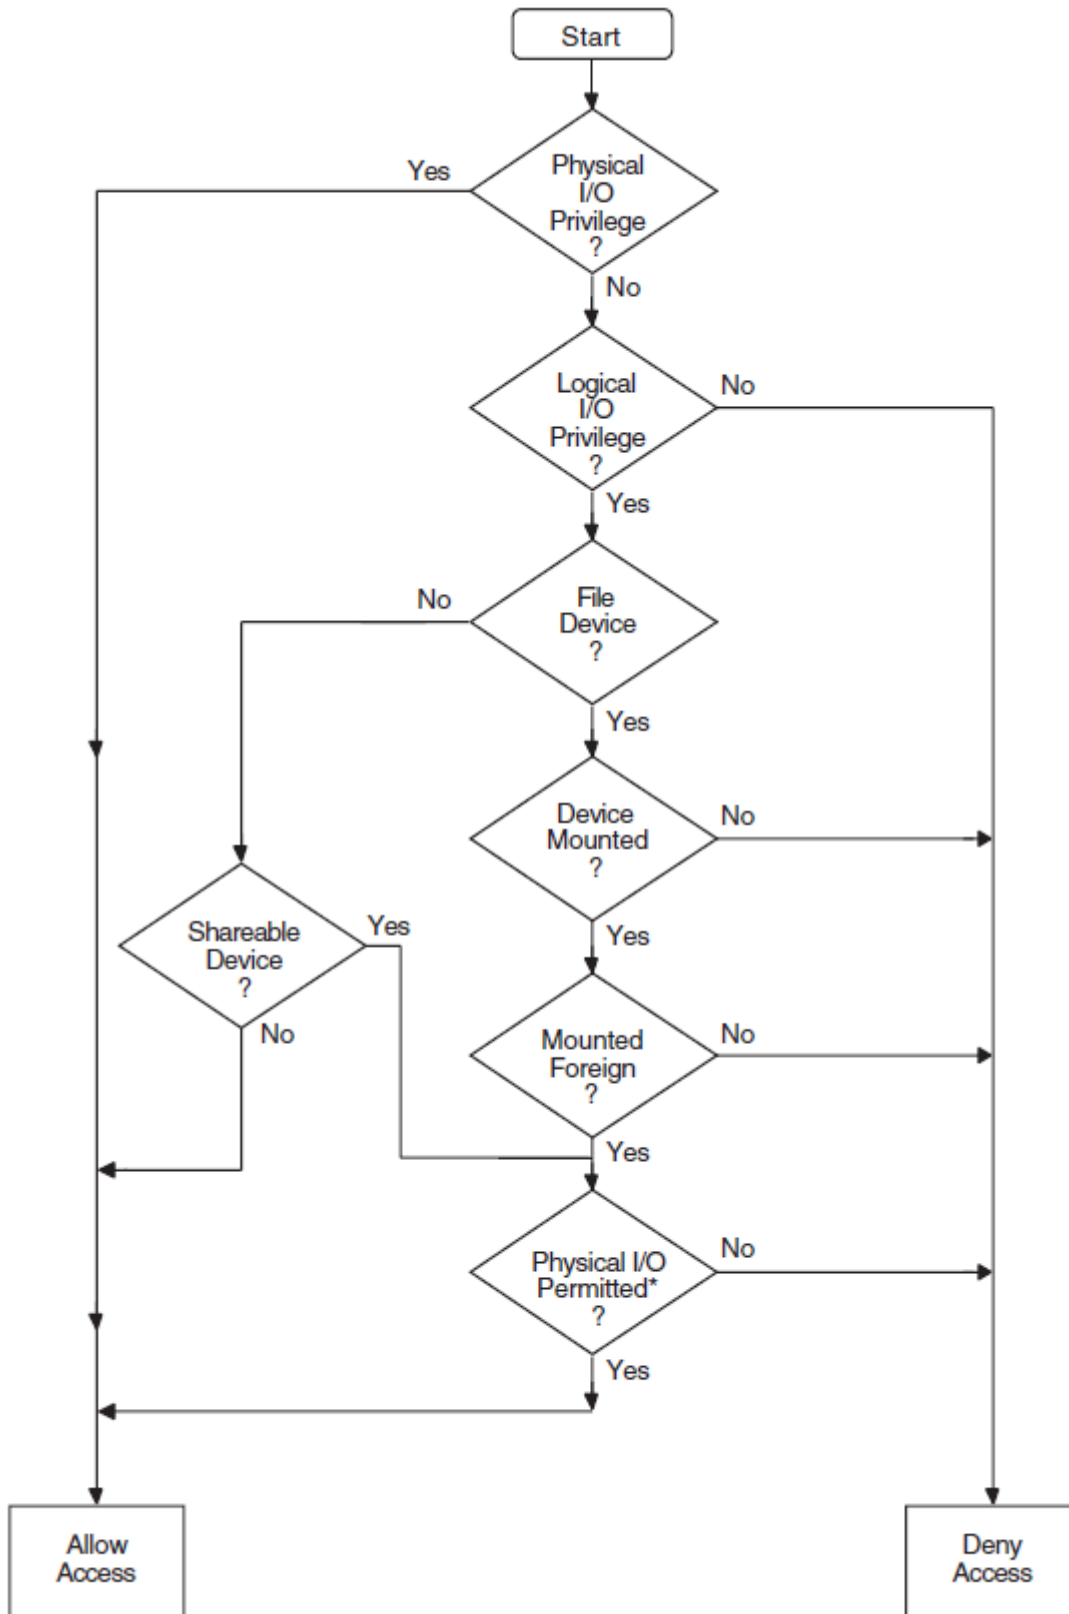 Start
Yes
Physical
I/O
Privilege
?
No
Logical
I/O
Privilege
?
No
Yes
No
File
Device
?
Yes
Device
Mounted
?
No
Yes
Shareable
Device
?
Yes
No
Mounted
Foreign
?
No
Yes
Physical I/O
Permitted*
?
No
Yes
Allow
Access
Deny
Access